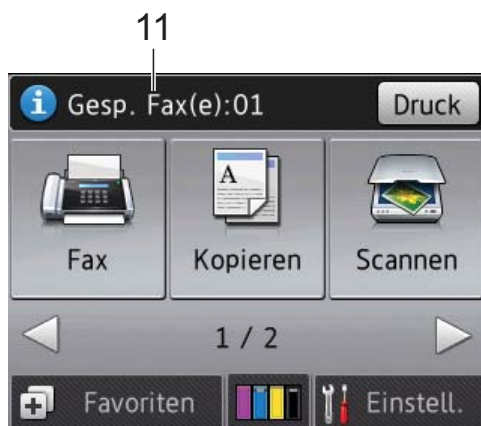 11
i Gesp. Fax(e):01 Druck
A
Fax Kopieren Scannen
1 / 2
Favoriten Einstell.